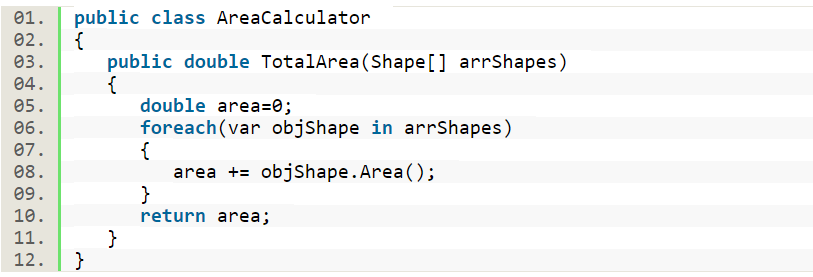 01. public class AreaCalculator
02. {
03. public double TotalArea(Shape[] arrShapes)
04. {
05. double area=0;
06. foreach(var objShape in arrShapes)
07. {
08. area += objShape.Area();
09. }
10. return area;
11. }
12. }